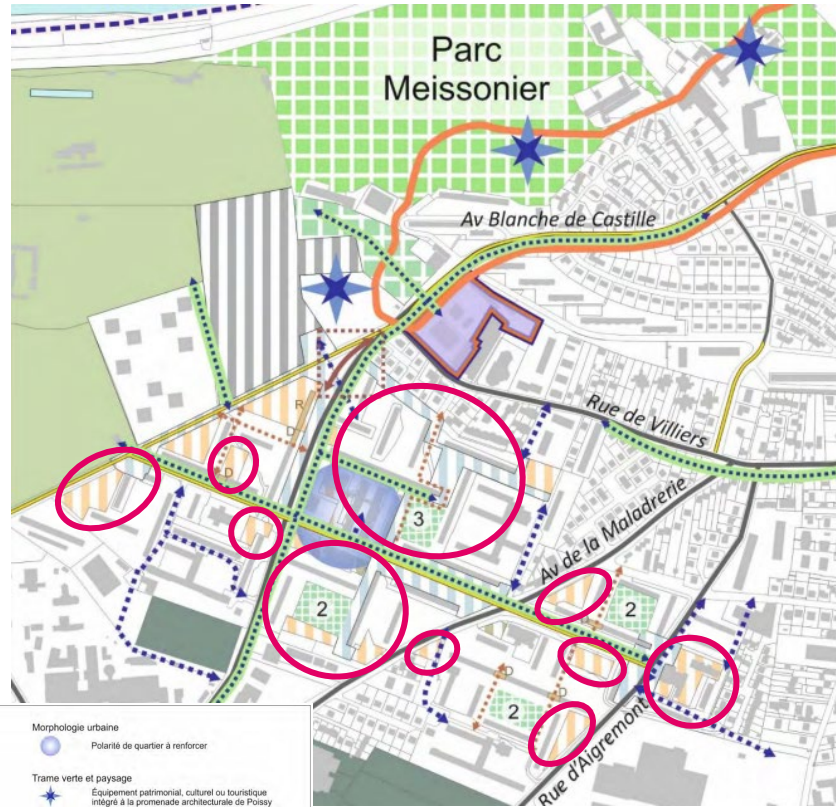 Parc
Meissonier
Av Blanche de Castille
Rue de Villiers
R
D
D
3
Av de la Maladrerie
2
2
D
D
2
Rue d'Aigremont
Morphologie urbaine
Polarité de quartier à renforcer
Trame verte et paysage
Équipement patrimonial, culturel ou touristique
intégré à la promenade architecturale de Poissy